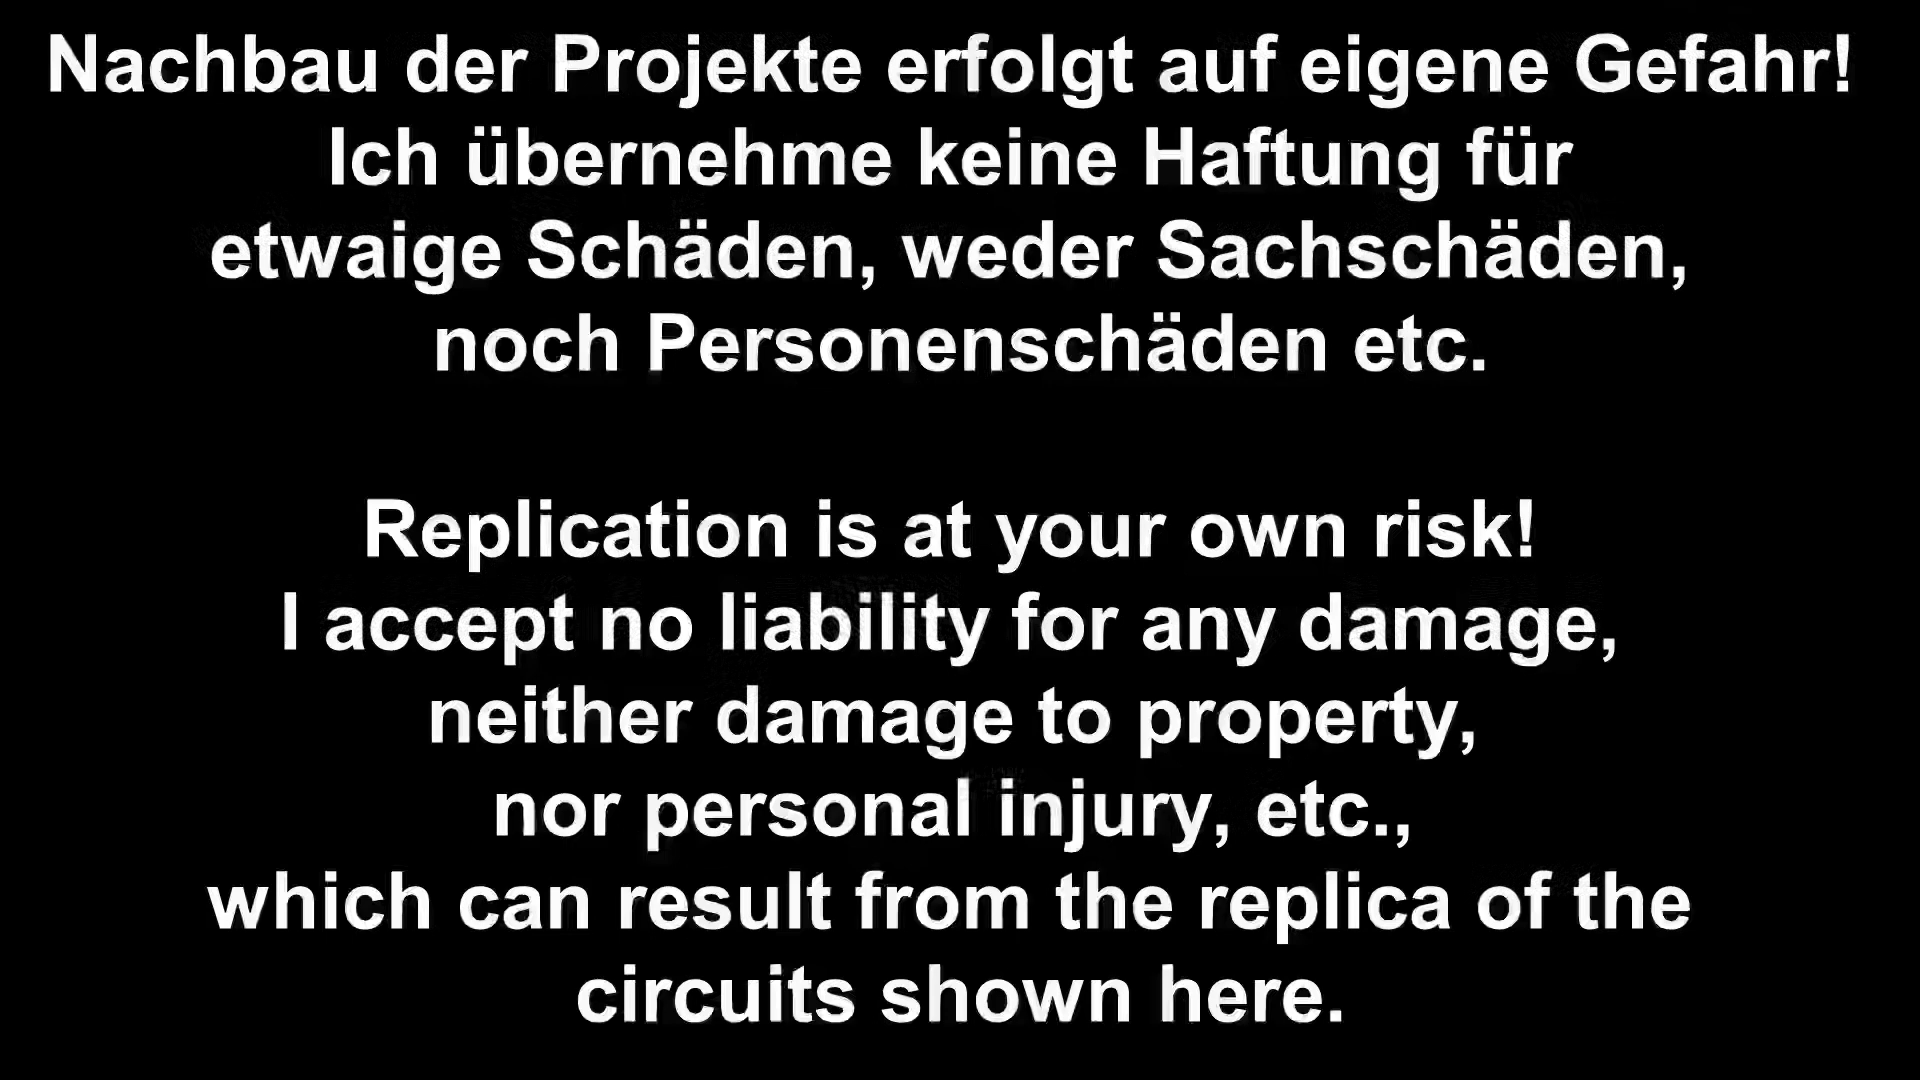 Nachbau der Projekte erfolgt auf eigene Gefahr!
Ich übernehme keine Haftung für
etwaige Schäden, weder Sachschäden,
noch Personenschäden etc.
Replication is at your own risk!
I accept no liability for any damage,
neither damage to property,
nor personal injury, etc.,
which can result from the replica of the
circuits shown here.